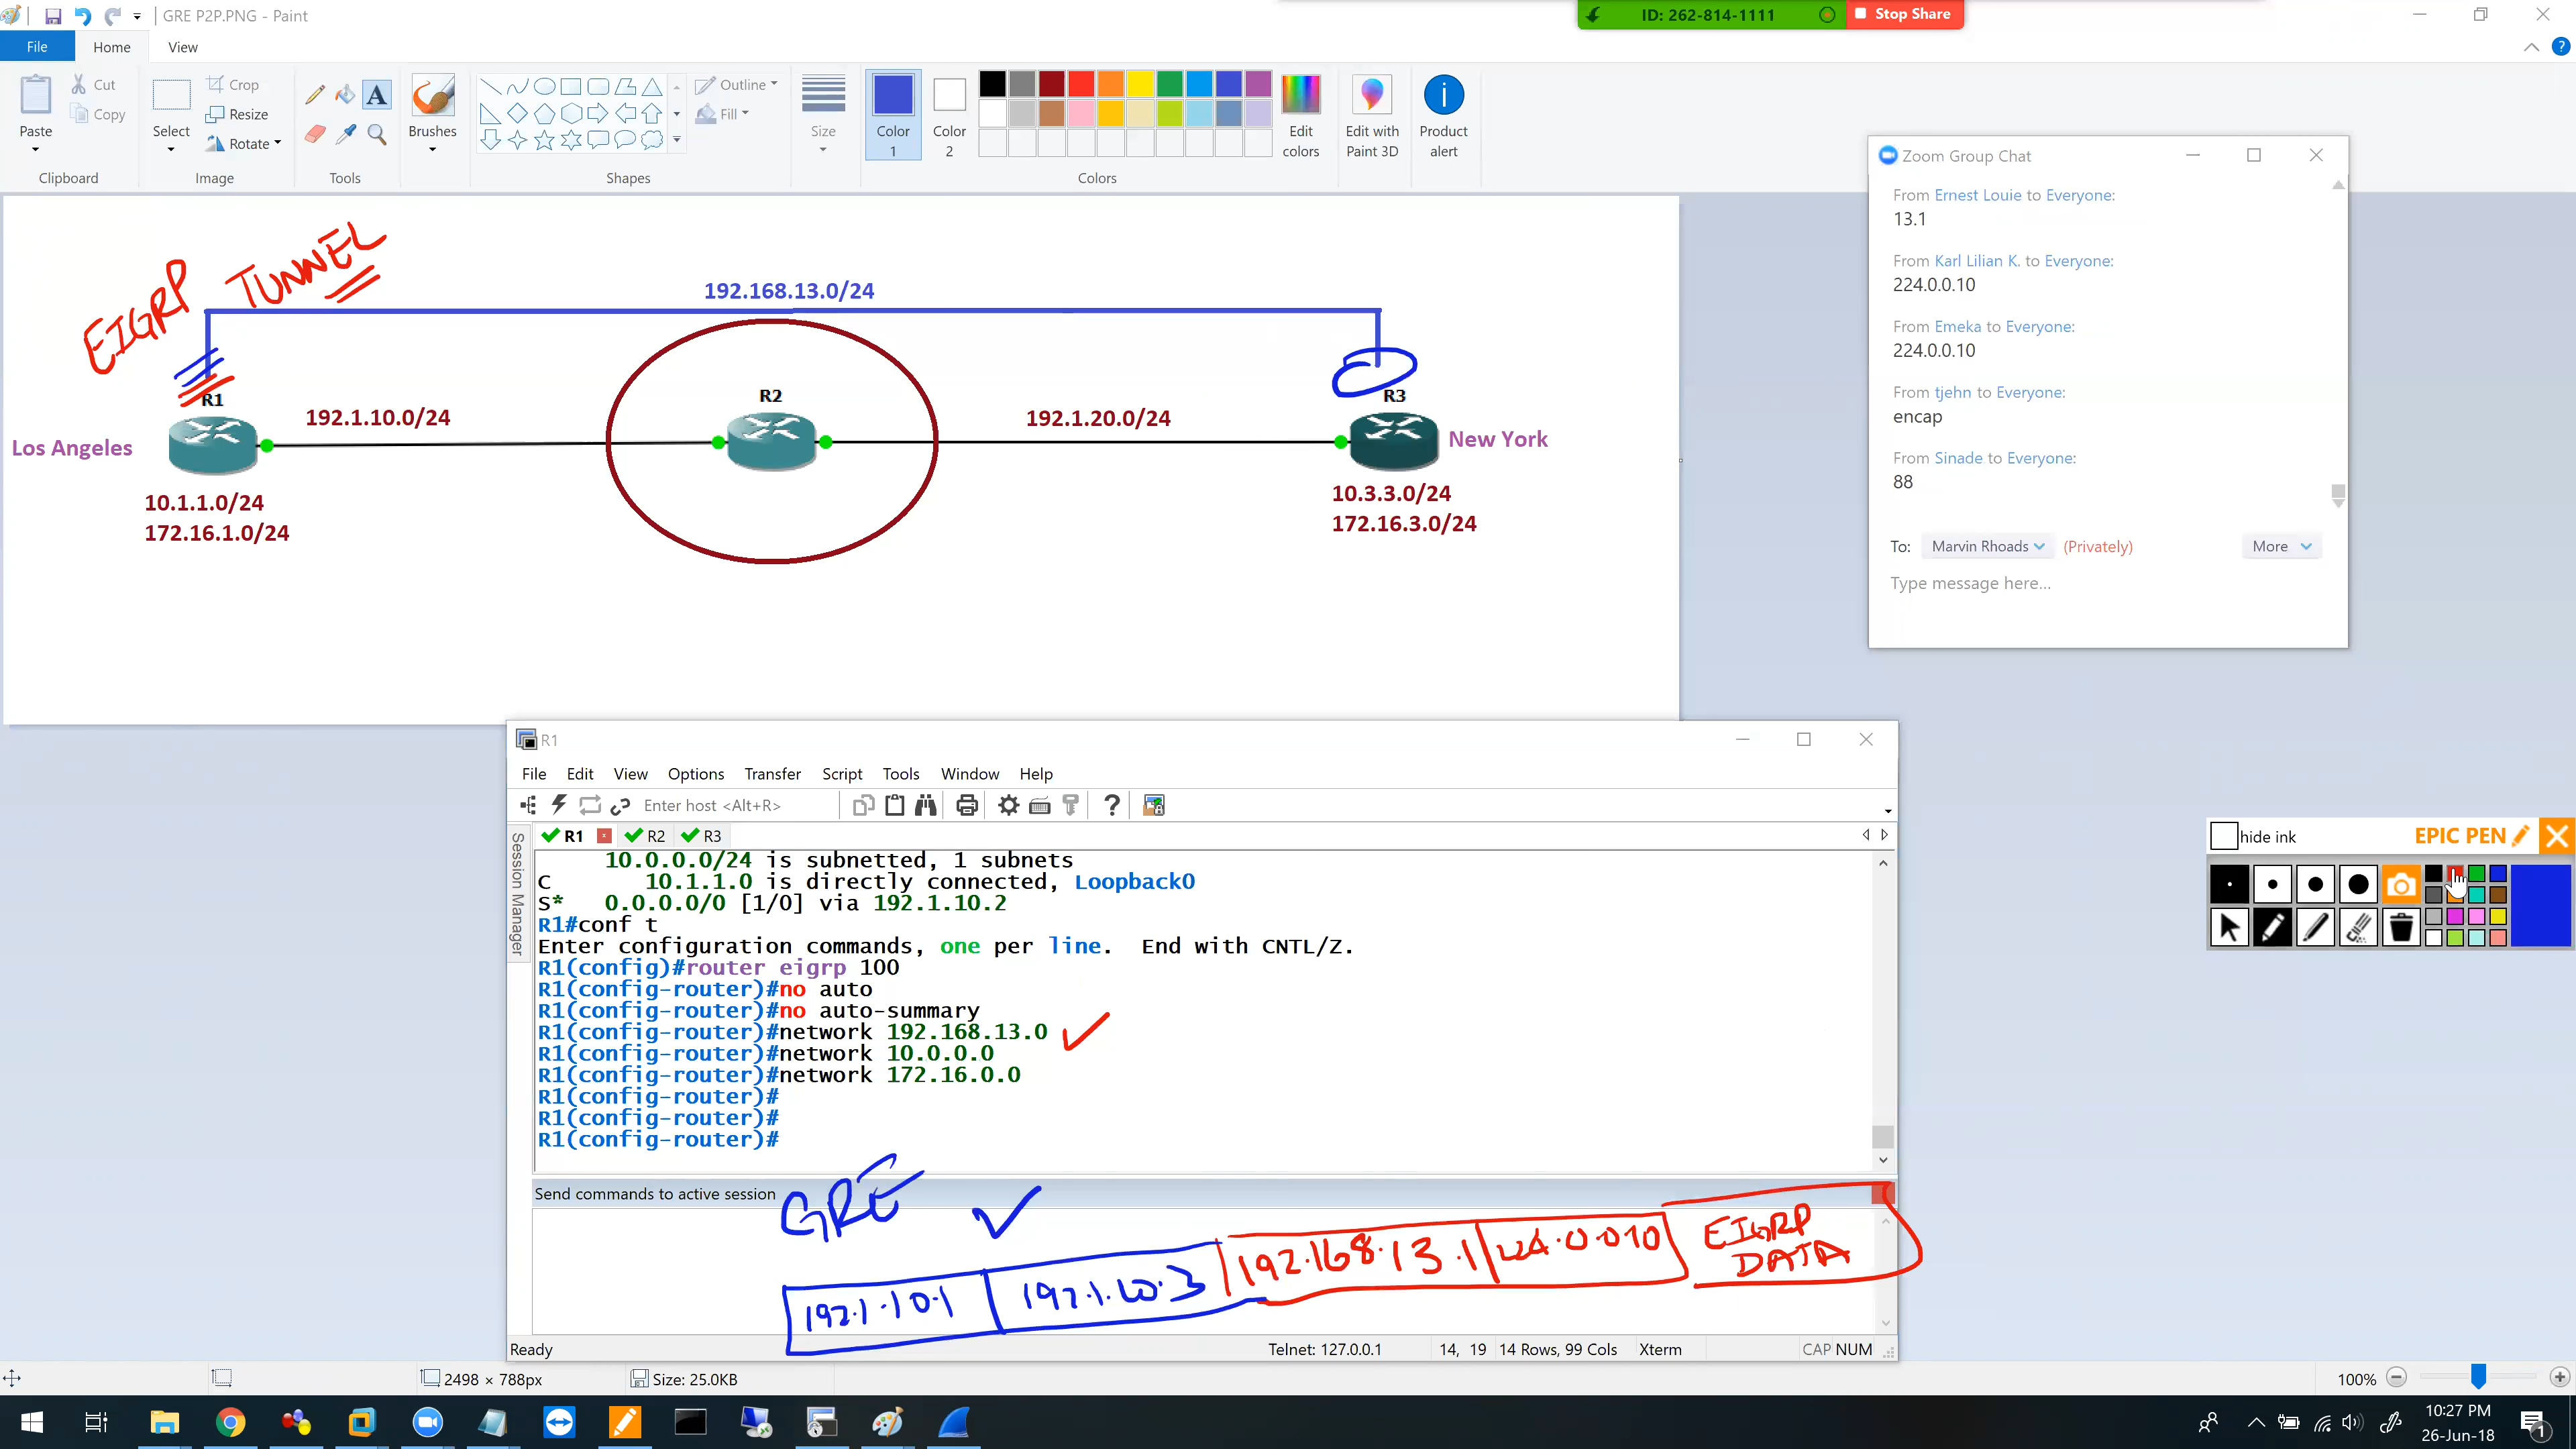 GRE P2P.PNG - Paint
ID: 262-814-1111
Stop Share
File
Home
View
Paste
Cut
Copy
Clipboard
Select
Crop
Resize
Rotate
Image
Tools
Brushes
Shapes
Outline
Fill
Size
Color
1
Color
2
Edit
colors
Colors
Edit with
Paint 3D
Product
alert
Zoom Group Chat
From Ernest Louie to Everyone:
13.1
From Karl Lilian K. to Everyone:
224.0.0.10
From Emeka to Everyone:
224.0.0.10
From tjehn to Everyone:
encap
From Sinade to Everyone:
88
To: Marvin Rhoads (Privately)
More
Type message here...
EIGRP TUNNEL
192.168.13.0/24
R1
R2
R3
192.1.10.0/24
192.1.20.0/24
Los Angeles
New York
10.1.1.0/24
172.16.1.0/24
10.3.3.0/24
172.16.3.0/24
R1
File Edit View Options Transfer Script Tools Window Help
Enter host <Alt+R>
Session Manager
R1 R2 R3
10.0.0.0/24 is subnetted, 1 subnets
C 10.1.1.0 is directly connected, Loopback0
S* 0.0.0.0/0 [1/0] via 192.1.10.2
R1#conf t
Enter configuration commands, one per line. End with CNTL/Z.
R1(config)#router eigrp 100
R1(config-router)#no auto
R1(config-router)#no auto-summary
R1(config-router)#network 192.168.13.0
R1(config-router)#network 10.0.0.0
R1(config-router)#network 172.16.0.0
R1(config-router)#
R1(config-router)#
R1(config-router)#
Send commands to active session
GRE
192.1.10.1
192.168.13.1
EIGRP
DATA
Ready
Telnet: 127.0.0.1
14, 19
14 Rows, 99 Cols
Xterm
CAP NUM
hide ink
EPIC PEN
2498 × 788px
Size: 25.0KB
100%
10:27 PM
26-Jun-18
1